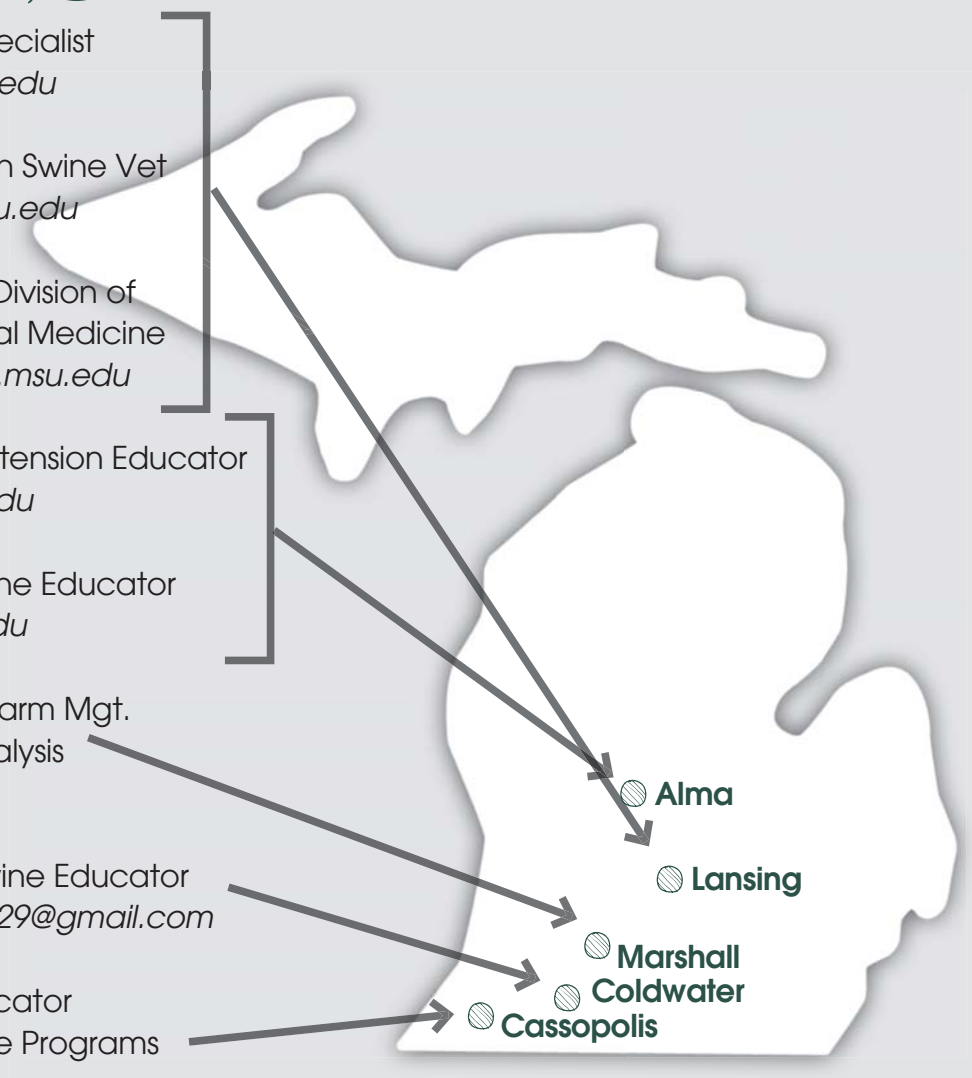 ecialist
edu
n Swine Vet
u.edu
Division of
al Medicine
.msu.edu
tension Educator
du
ne Educator
du
arm Mgt.
alysis
ine Educator
29@gmail.com
cator
e Programs
Alma
Lansing
Marshall
Coldwater
Cassopolis